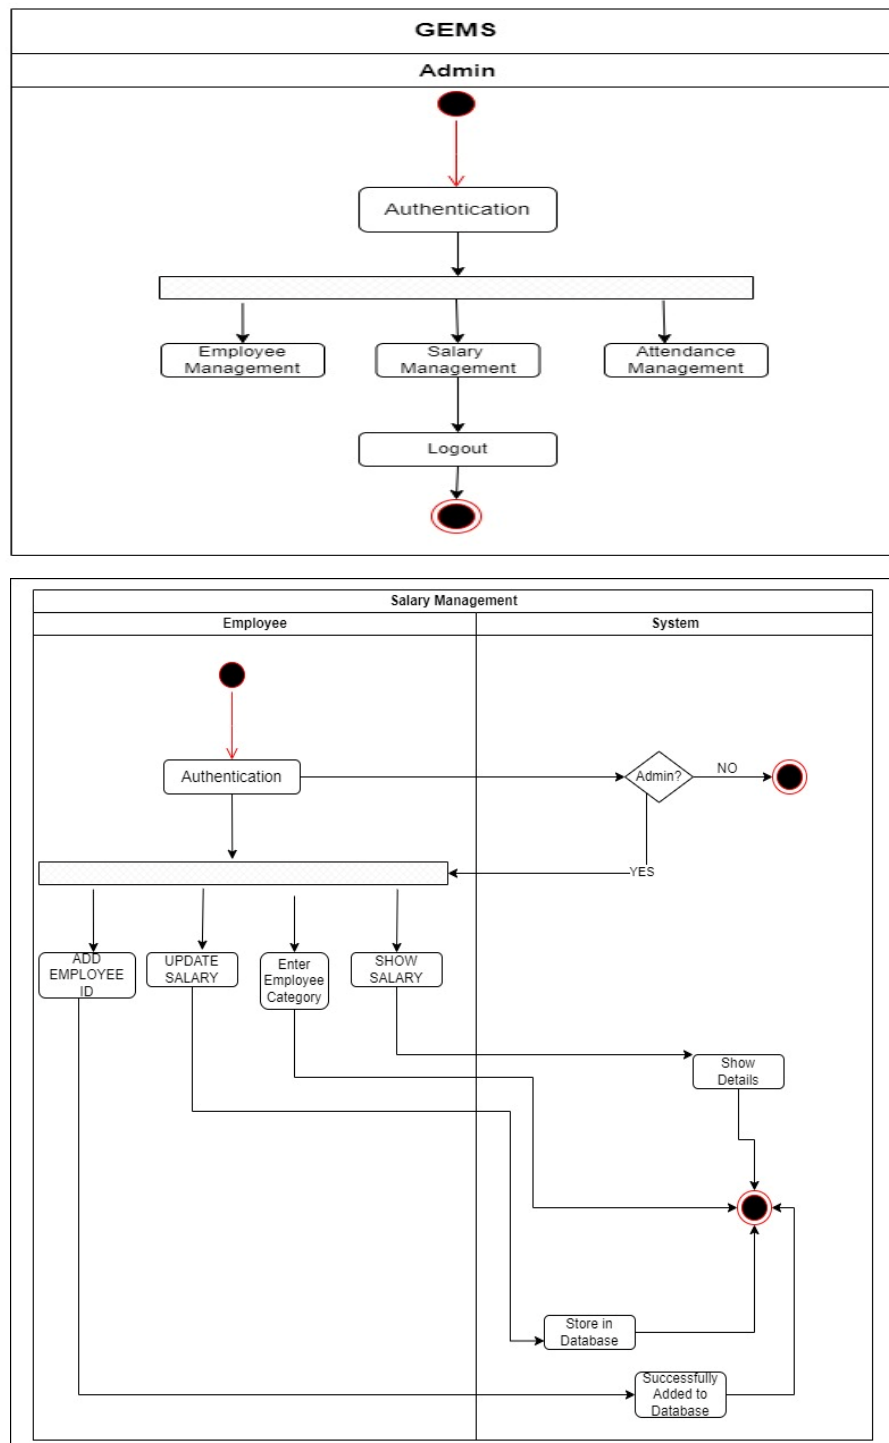 GEMS
Admin
Authentication
Employee
Management
Salary
Management
Attendance
Management
Logout
Salary Management
Employee
System
Authentication
Admin?
NO
YES
ADD
EMPLOYEE
ID
UPDATE
SALARY
Enter
Employee
Category
SHOW
SALARY
Show
Details
Store in
Database
Successfully
Added to
Database